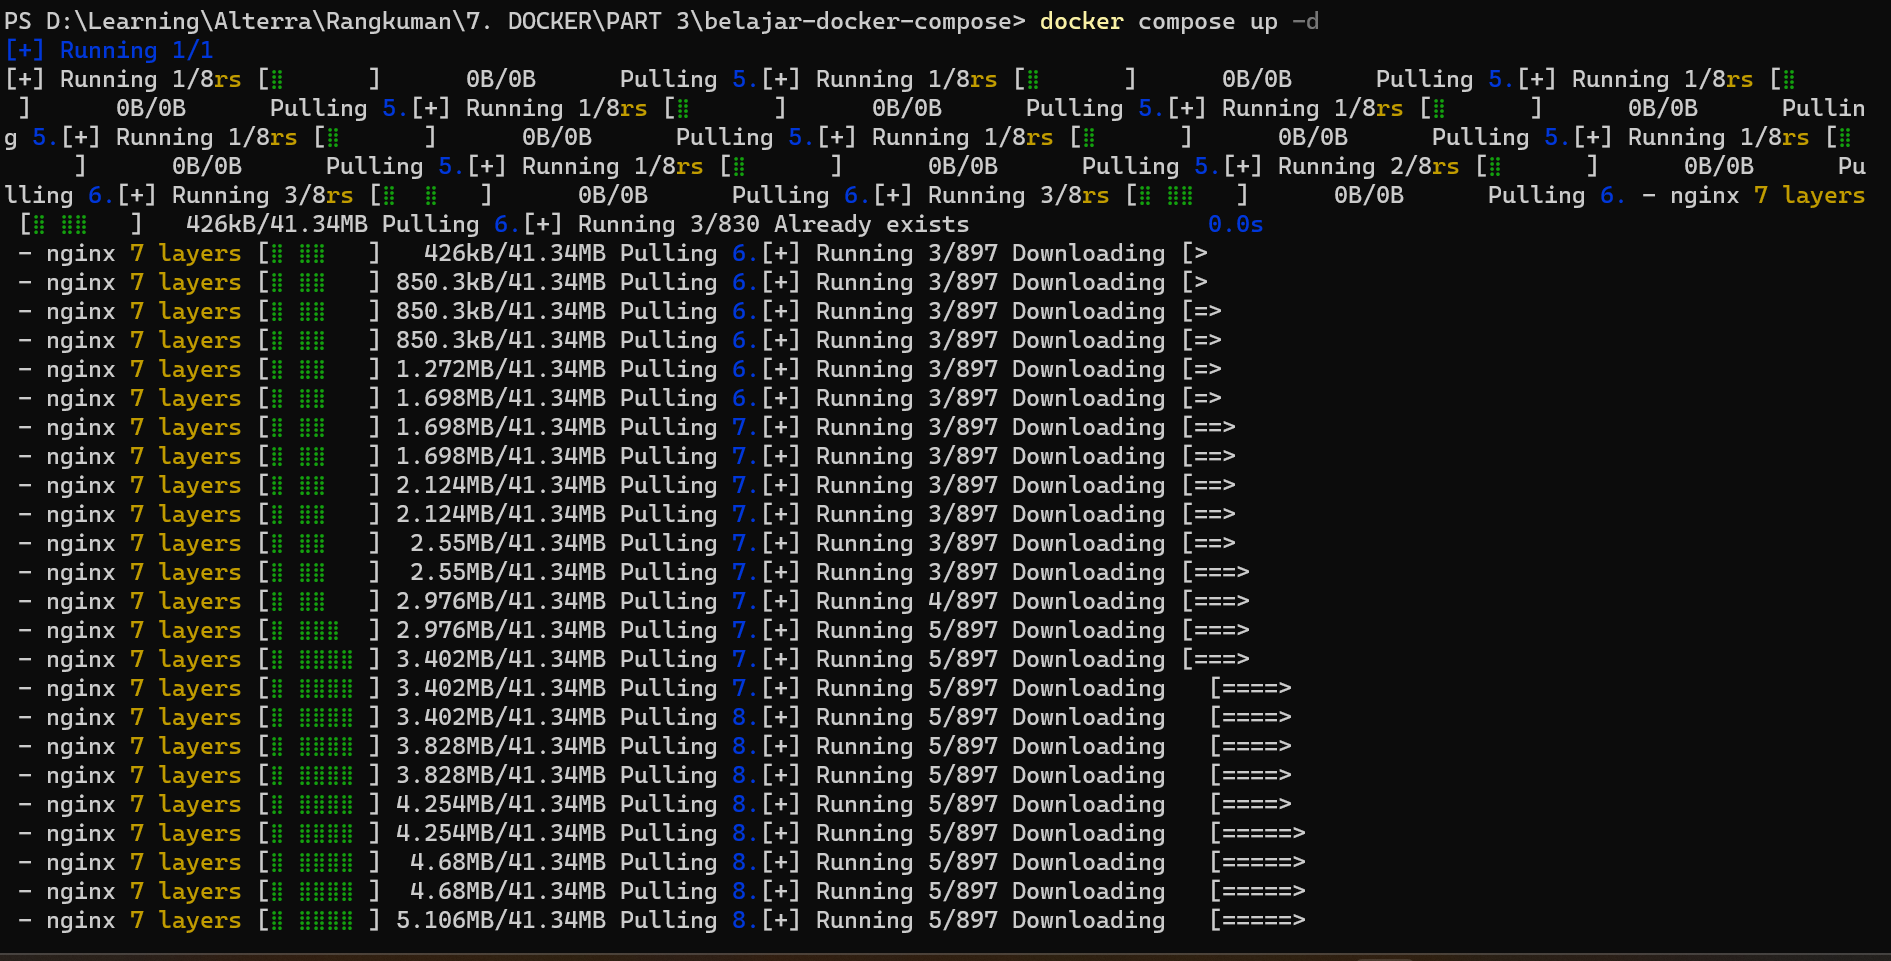 PS D:\Learning\Alterra\Rangkuman\7. DOCKER\PART 3\belajar-docker-compose> docker compose up -d
[+] Running 1/1
[+] Running 1/8rs [⣿      ]      0B/0B      Pulling 5.[+] Running 1/8rs [⣿      ]      0B/0B      Pulling 5.[+] Running 1/8rs [⣿
 ]      0B/0B      Pulling 5.[+] Running 1/8rs [⣿      ]      0B/0B      Pulling 5.[+] Running 1/8rs [⣿      ]      0B/0B      Pullin
g 5.[+] Running 1/8rs [⣿      ]      0B/0B      Pulling 5.[+] Running 1/8rs [⣿      ]      0B/0B      Pulling 5.[+] Running 1/8rs [⣿
     ]      0B/0B      Pulling 5.[+] Running 1/8rs [⣿      ]      0B/0B      Pulling 5.[+] Running 2/8rs [⣿      ]      0B/0B      Pu
lling 6.[+] Running 3/8rs [⣿  ⣿   ]      0B/0B      Pulling 6.[+] Running 3/8rs [⣿ ⣿⣿   ]      0B/0B      Pulling 6. - nginx 7 layers
 [⣿ ⣿⣿   ]   426kB/41.34MB Pulling 6.[+] Running 3/830 Already exists                 0.0s
 - nginx 7 layers [⣿ ⣿⣿   ]   426kB/41.34MB Pulling 6.[+] Running 3/897 Downloading [>
 - nginx 7 layers [⣿ ⣿⣿   ] 850.3kB/41.34MB Pulling 6.[+] Running 3/897 Downloading [>
 - nginx 7 layers [⣿ ⣿⣿   ] 850.3kB/41.34MB Pulling 6.[+] Running 3/897 Downloading [=>
 - nginx 7 layers [⣿ ⣿⣿   ] 850.3kB/41.34MB Pulling 6.[+] Running 3/897 Downloading [=>
 - nginx 7 layers [⣿ ⣿⣿   ] 1.272MB/41.34MB Pulling 6.[+] Running 3/897 Downloading [=>
 - nginx 7 layers [⣿ ⣿⣿   ] 1.698MB/41.34MB Pulling 6.[+] Running 3/897 Downloading [=>
 - nginx 7 layers [⣿ ⣿⣿   ] 1.698MB/41.34MB Pulling 7.[+] Running 3/897 Downloading [==>
 - nginx 7 layers [⣿ ⣿⣿   ] 1.698MB/41.34MB Pulling 7.[+] Running 3/897 Downloading [==>
 - nginx 7 layers [⣿ ⣿⣿   ] 2.124MB/41.34MB Pulling 7.[+] Running 3/897 Downloading [==>
 - nginx 7 layers [⣿ ⣿⣿   ] 2.124MB/41.34MB Pulling 7.[+] Running 3/897 Downloading [==>
 - nginx 7 layers [⣿ ⣿⣿   ]  2.55MB/41.34MB Pulling 7.[+] Running 3/897 Downloading [==>
 - nginx 7 layers [⣿ ⣿⣿   ]  2.55MB/41.34MB Pulling 7.[+] Running 3/897 Downloading [===>
 - nginx 7 layers [⣿ ⣿⣿   ] 2.976MB/41.34MB Pulling 7.[+] Running 4/897 Downloading [===>
 - nginx 7 layers [⣿ ⣿⣿⣿  ] 2.976MB/41.34MB Pulling 7.[+] Running 5/897 Downloading [===>
 - nginx 7 layers [⣿ ⣿⣿⣿⣿ ] 3.402MB/41.34MB Pulling 7.[+] Running 5/897 Downloading [===>
 - nginx 7 layers [⣿ ⣿⣿⣿⣿ ] 3.402MB/41.34MB Pulling 7.[+] Running 5/897 Downloading   [====>
 - nginx 7 layers [⣿ ⣿⣿⣿⣿ ] 3.402MB/41.34MB Pulling 8.[+] Running 5/897 Downloading   [====>
 - nginx 7 layers [⣿ ⣿⣿⣿⣿ ] 3.828MB/41.34MB Pulling 8.[+] Running 5/897 Downloading   [====>
 - nginx 7 layers [⣿ ⣿⣿⣿⣿ ] 3.828MB/41.34MB Pulling 8.[+] Running 5/897 Downloading   [====>
 - nginx 7 layers [⣿ ⣿⣿⣿⣿ ] 4.254MB/41.34MB Pulling 8.[+] Running 5/897 Downloading   [====>
 - nginx 7 layers [⣿ ⣿⣿⣿⣿ ] 4.254MB/41.34MB Pulling 8.[+] Running 5/897 Downloading   [=====>
 - nginx 7 layers [⣿ ⣿⣿⣿⣿ ]  4.68MB/41.34MB Pulling 8.[+] Running 5/897 Downloading   [=====>
 - nginx 7 layers [⣿ ⣿⣿⣿⣿ ]  4.68MB/41.34MB Pulling 8.[+] Running 5/897 Downloading   [=====>
 - nginx 7 layers [⣿ ⣿⣿⣿⣿ ] 5.106MB/41.34MB Pulling 8.[+] Running 5/897 Downloading   [=====>